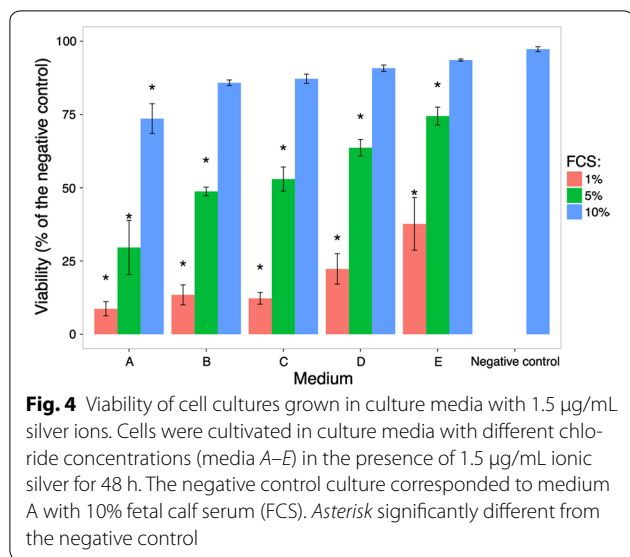 100
75
50
25
0
Viability (% of the negative control)
* * *
* *
* *
* *
* *
A B C D E Negative control
Medium
FCS:
1%
5%
10%
Fig. 4 Viability of cell cultures grown in culture media with 1.5 µg/mL
silver ions. Cells were cultivated in culture media with different chlo-
ride concentrations (media A–E) in the presence of 1.5 µg/mL ionic
silver for 48 h. The negative control culture corresponded to medium
A with 10% fetal calf serum (FCS). Asterisk significantly different from
the negative control